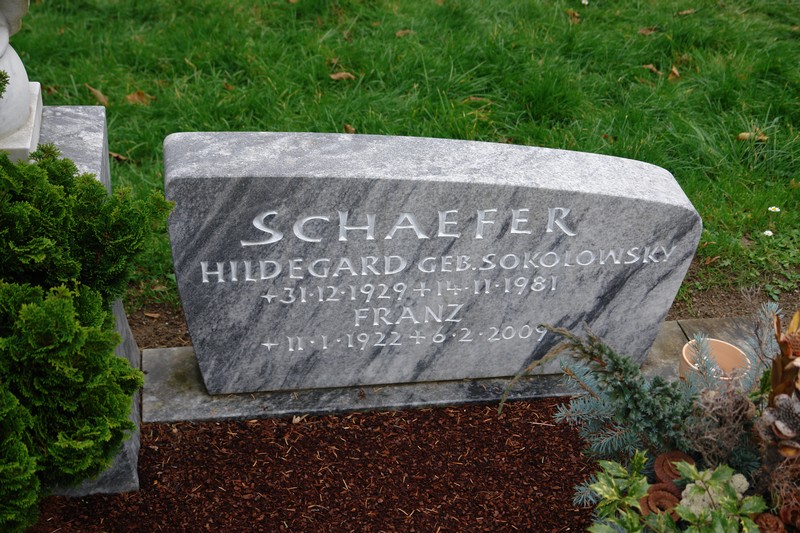 SCHAEFER
HILDEGARD GEB. SOKOLOWSKY
+31·12·1929 +14·11·1981
FRANZ
+11·1·1922 +6·2·2009